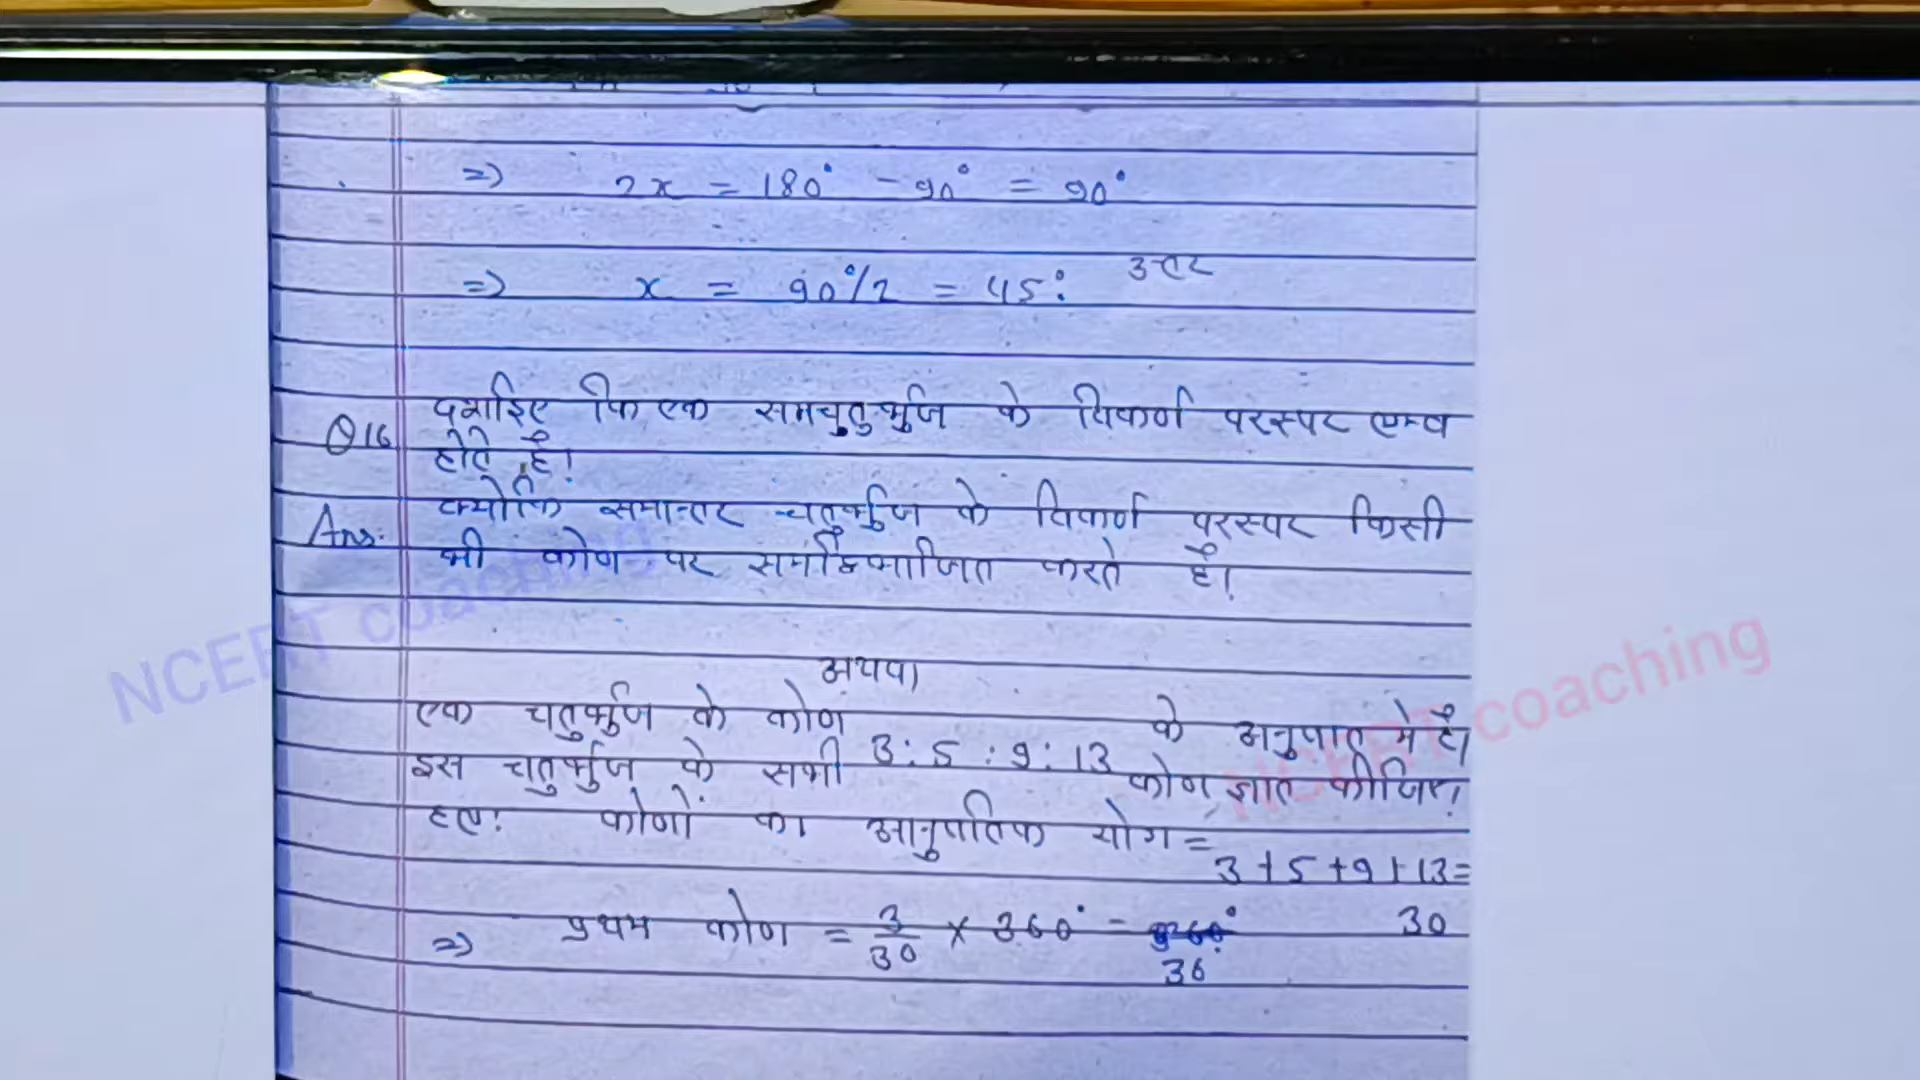 => 2x = 180° - 90° = 90°
=> x = 90°/2 = 45° उत्तर
Q16 दर्शाइए कि एक समचुतुर्भुज के विकर्ण परस्पर लम्ब
होते है।
Ans. क्योंकि समान्तर चतुर्भुज के विकर्ण परस्पर किसी
भी कोण पर समद्विभाजित करते है।
अथवा
एक चतुर्भुज के कोण 3:5:9:13 के अनुपात मे है।
इस चतुर्भुज के सभी कोण ज्ञात कीजिए।
हल: कोणों का आनुपातिक योग = 3+5+9+13=
30
=> प्रथम कोण = 3/30 × 360° - 36°
NCERT coaching
NCERT coaching